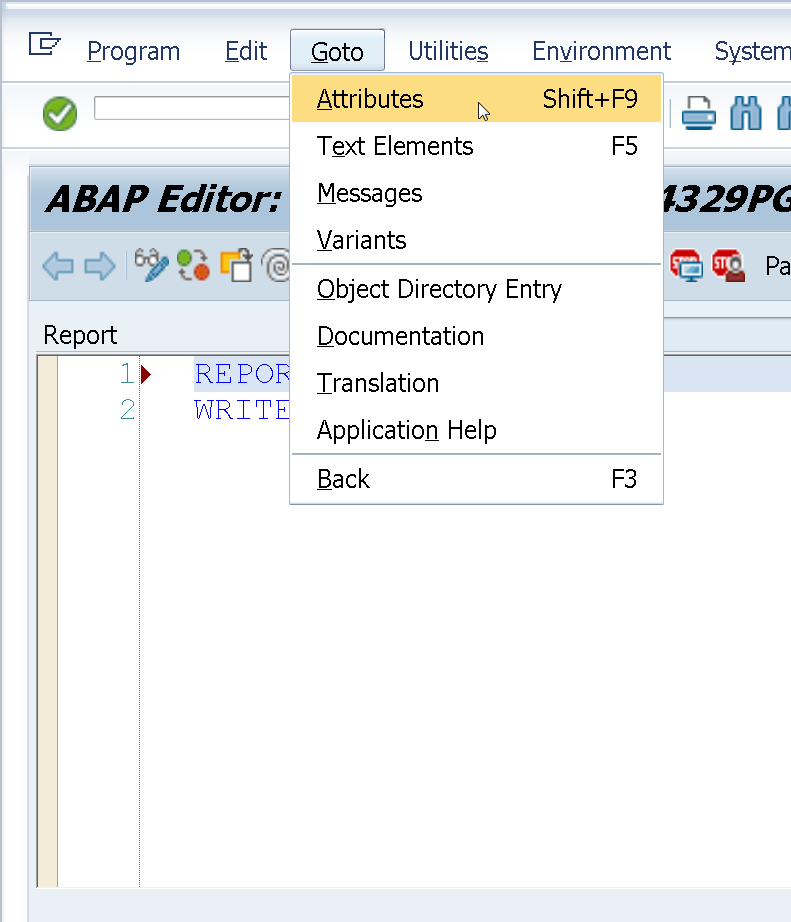 Program Edit Goto Utilities Environment System
Attributes Shift+F9
Text Elements F5
Messages
Variants
Object Directory Entry
Documentation
Translation
Application Help
Back F3
ABAP Editor: 4329PG
Pa
Report
1 REPOR
2 WRITE